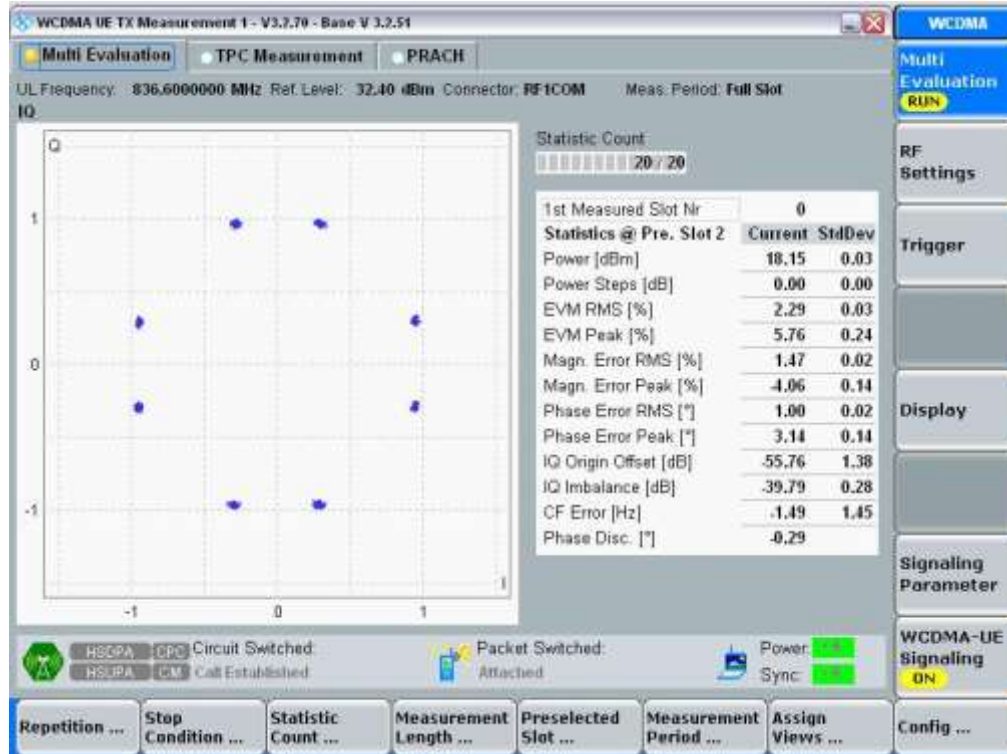 WCDMA UE TX Measurement 1 - V3.2.70 - Base V 3.2.51
Multi Evaluation TPC Measurement PRACH
UL Frequency: 836.6000000 MHz Ref. Level: 32.40 dBm Connector: RF1COM Meas. Period: Full Slot
IQ
Q
1
0
-1
-1 0 1
I
Statistic Count
20 / 20
1st Measured Slot Nr 0
Statistics @ Pre. Slot 2 Current StdDev
Power [dBm] 18.15 0.03
Power Steps [dB] 0.00 0.00
EVM RMS [%] 2.29 0.03
EVM Peak [%] 5.76 0.24
Magn. Error RMS [%] 1.47 0.02
Magn. Error Peak [%] -4.06 0.14
Phase Error RMS [°] 1.00 0.02
Phase Error Peak [°] 3.14 0.14
IQ Origin Offset [dB] -55.76 1.38
IQ Imbalance [dB] -39.79 0.28
CF Error [Hz] -1.49 1.45
Phase Disc. [°] -0.29
HSDPA CPC Circuit Switched:
HSUPA CM Call Established
Packet Switched:
Attached
Power:
Sync:
WCDMA
Multi
Evaluation
RUN
RF
Settings
Trigger
Display
Signaling
Parameter
WCDMA-UE
Signaling
ON
Repetition ...
Stop
Condition ...
Statistic
Count ...
Measurement
Length ...
Preselected
Slot ...
Measurement
Period ...
Assign
Views ...
Config ...